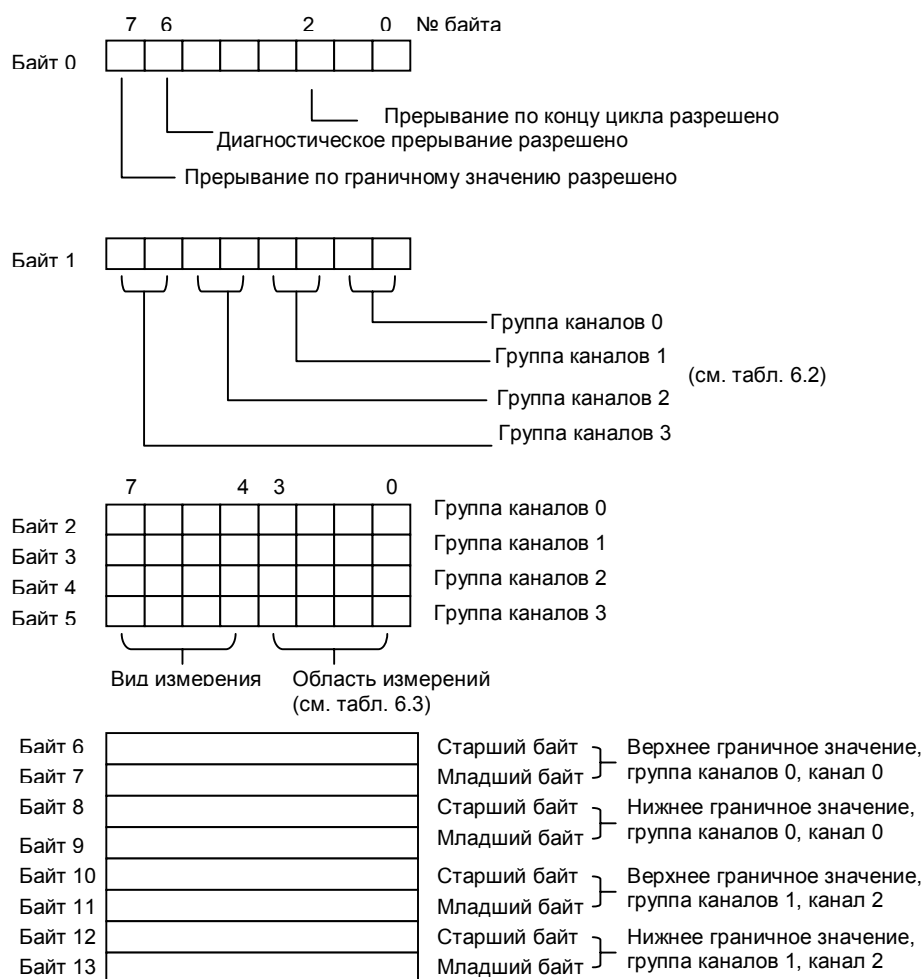 7 6 2 0 № байта
Байт 0
Прерывание по концу цикла разрешено
Диагностическое прерывание разрешено
Прерывание по граничному значению разрешено
Байт 1
Группа каналов 0
Группа каналов 1
(см. табл. 6.2)
Группа каналов 2
Группа каналов 3
7 4 3 0
Байт 2 Группа каналов 0
Байт 3 Группа каналов 1
Байт 4 Группа каналов 2
Байт 5 Группа каналов 3
Вид измерения Область измерений
(см. табл. 6.3)
Байт 6 Старший байт Верхнее граничное значение,
Байт 7 Младший байт группа каналов 0, канал 0
Байт 8 Старший байт Нижнее граничное значение,
Байт 9 Младший байт группа каналов 0, канал 0
Байт 10 Старший байт Верхнее граничное значение,
Байт 11 Младший байт группа каналов 1, канал 2
Байт 12 Старший байт Нижнее граничное значение,
Байт 13 Младший байт группа каналов 1, канал 2